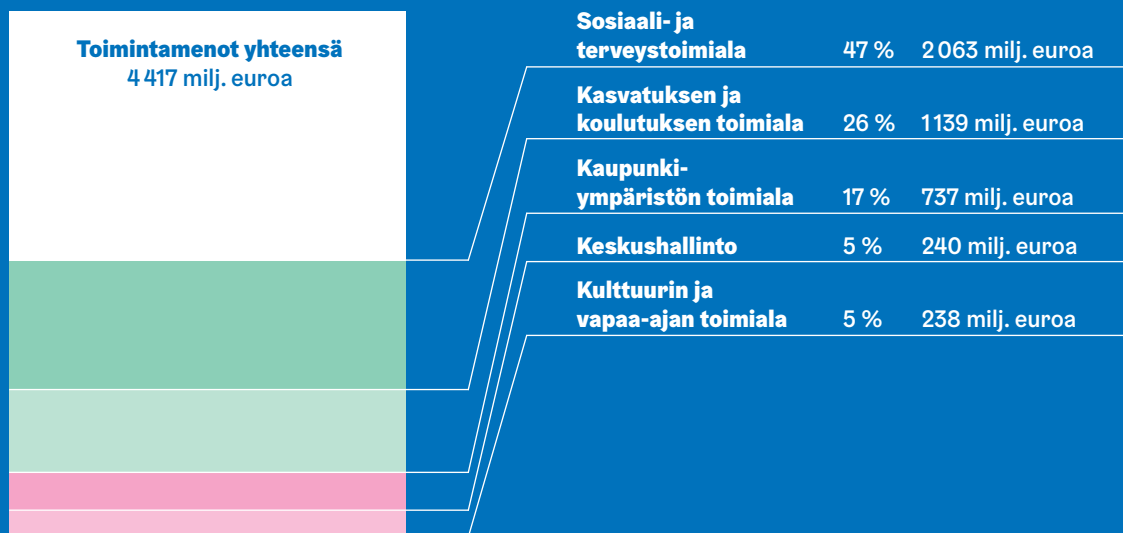 Toimintamenot yhteensä
4 417 milj. euroa
Sosiaali- ja
terveystoimiala 47 % 2 063 milj. euroa
Kasvatuksen ja
koulutuksen toimiala 26 % 1 139 milj. euroa
Kaupunki-
ympäristön toimiala 17 % 737 milj. euroa
Keskushallinto 5 % 240 milj. euroa
Kulttuurin ja
vapaa-ajan toimiala 5 % 238 milj. euroa